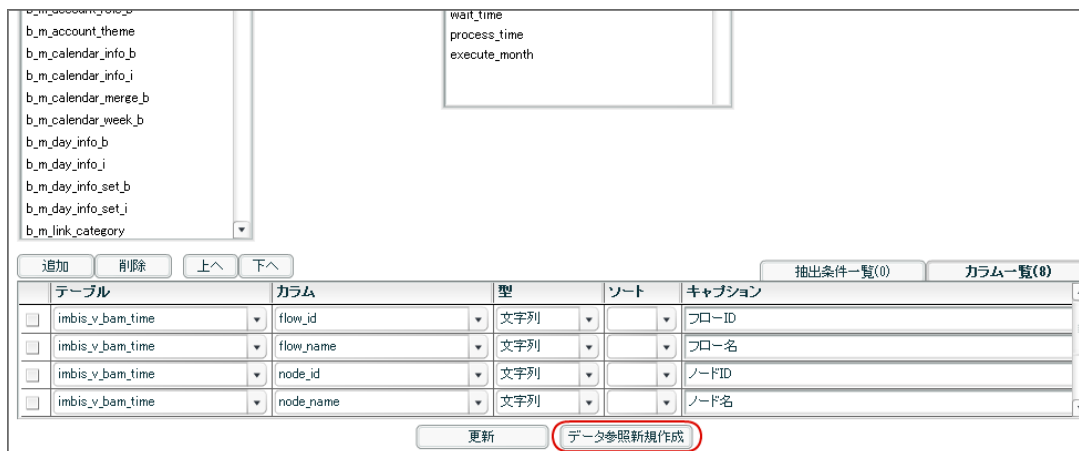 wait_time
b_m_account_theme
b_m_calendar_info_b
b_m_calendar_info_i
b_m_calendar_merge_b
b_m_calendar_week_b
b_m_day_info_b
b_m_day_info_i
b_m_day_info_set_b
b_m_day_info_set_i
b_m_link_category
process_time
execute_month
追加 削除 上へ 下へ 抽出条件一覧(0) カラム一覧(8)
テーブル カラム 型 ソート キャプション
imbis_v_bam_time flow_id 文字列 フローID
imbis_v_bam_time flow_name 文字列 フロー名
imbis_v_bam_time node_id 文字列 ノードID
imbis_v_bam_time node_name 文字列 ノード名
更新 データ参照新規作成